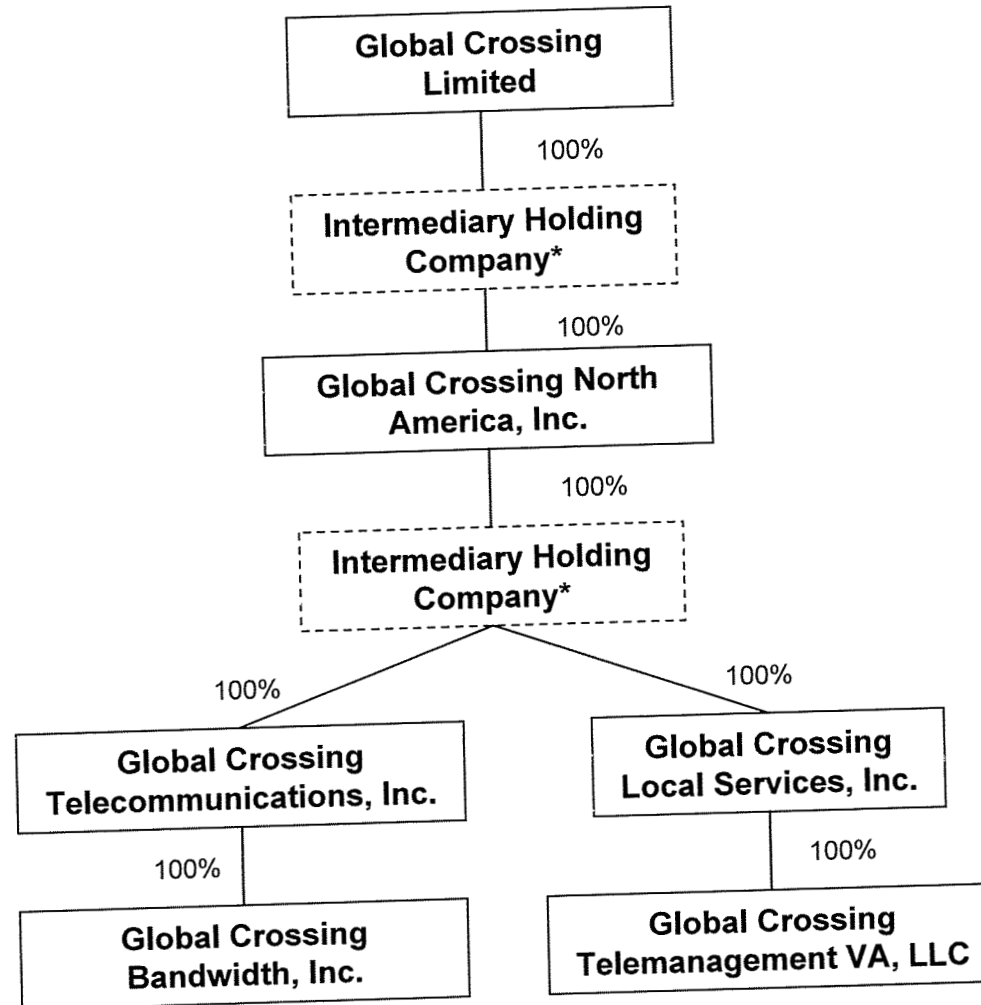 Global Crossing
Limited
100%
Intermediary Holding
Company*
100%
Global Crossing North
America, Inc.
100%
Intermediary Holding
Company*
100%
100%
Global Crossing
Telecommunications, Inc.
Global Crossing
Local Services, Inc.
100%
100%
Global Crossing
Bandwidth, Inc.
Global Crossing
Telemanagement VA, LLC